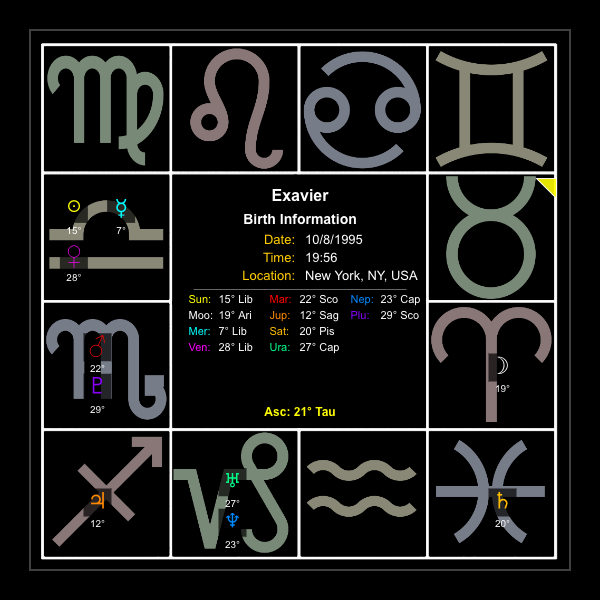 Exavier
Birth Information
Date: 10/8/1995
Time: 19:56
Location: New York, NY, USA
Sun: 15° Lib Mar: 22° Sco Nep: 23° Cap
Moo: 19° Ari Jup: 12° Sag Plu: 29° Sco
Mer: 7° Lib Sat: 20° Pis
Ven: 28° Lib Ura: 27° Cap
Asc: 21° Tau
15° 7°
28°
22°
29°
19°
12°
27°
23°
20°